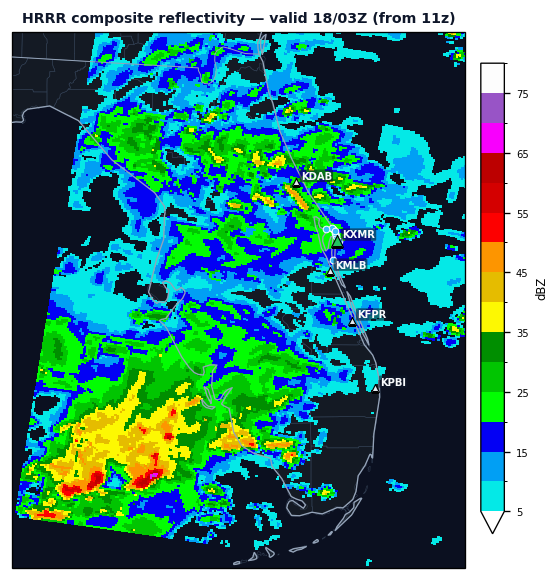 HRRR composite reflectivity — valid 18/03Z (from 11z)
KDAB
KXMR
KMLB
KFPR
KPBI
75
65
55
45
35
25
15
5
dBZ